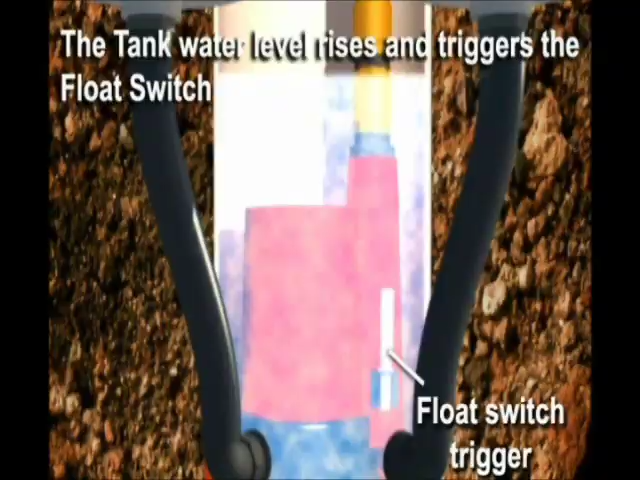 The Tank water level rises and triggers the
Float Switch
Float switch
trigger